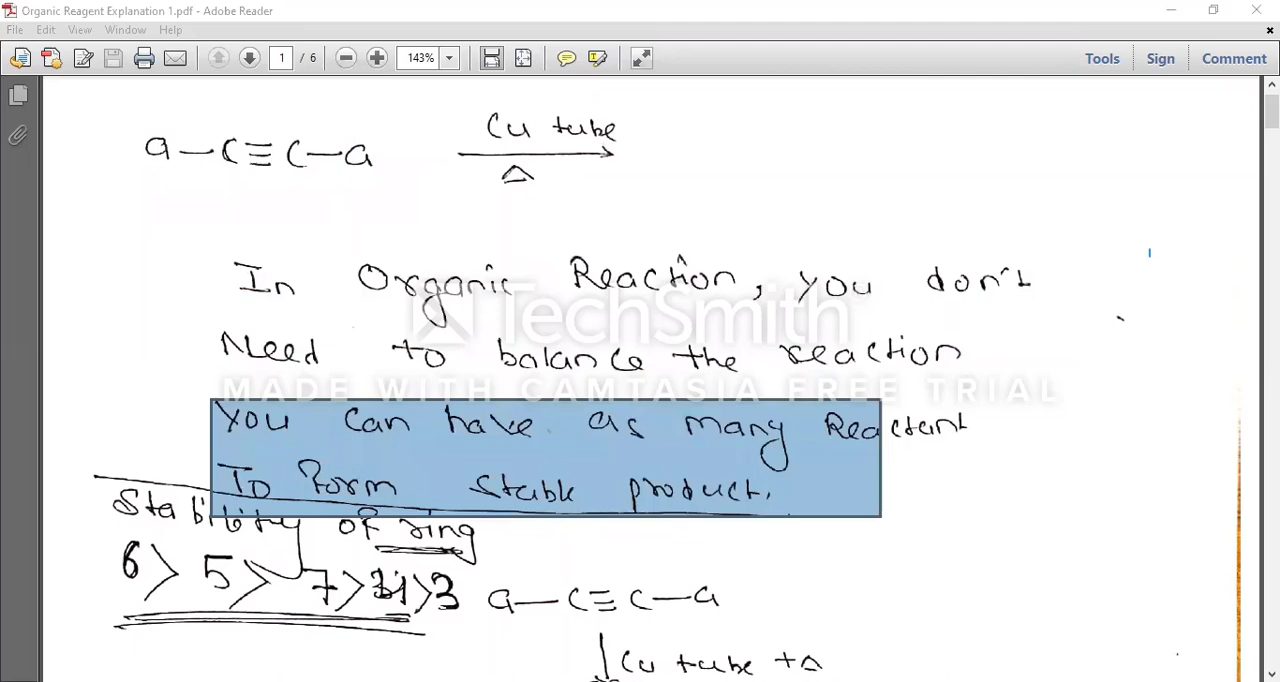 Organic Reagent Explanation 1.pdf - Adobe Reader
File Edit View Window Help
1 / 6 143% Tools Sign Comment
a-C≡C-a Cu tube
Δ
In Organic Reaction, you don't
Need to balance the reaction
TechSmith
MADE WITH CAMTASIA FREE TRIAL
You can have as many Reactant
To form stable product.
Stability of ring
6 > 5 > 7 > > 3
a-C≡C-a
Cu tube + Δ